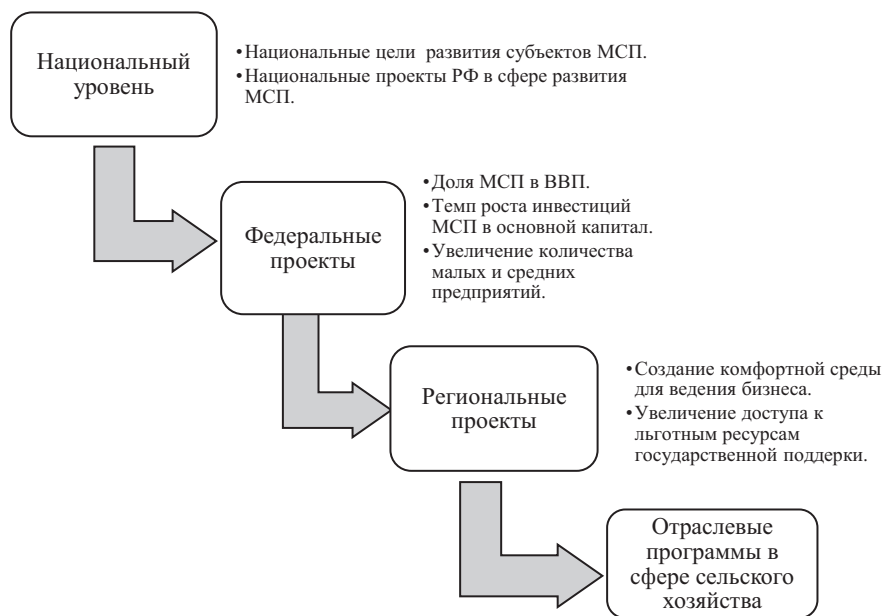 Национальный
уровень
•Национальные цели развития субъектов МСП.
•Национальные проекты РФ в сфере развития
МСП.
Федеральные
проекты
•Доля МСП в ВВП.
•Темп роста инвестиций
МСП в основной капитал.
•Увеличение количества
малых и средних
предприятий.
Региональные
проекты
•Создание комфортной среды
для ведения бизнеса.
•Увеличение доступа к
льготным ресурсам
государственной поддержки.
Отраслевые
программы в
сфере сельского
хозяйства